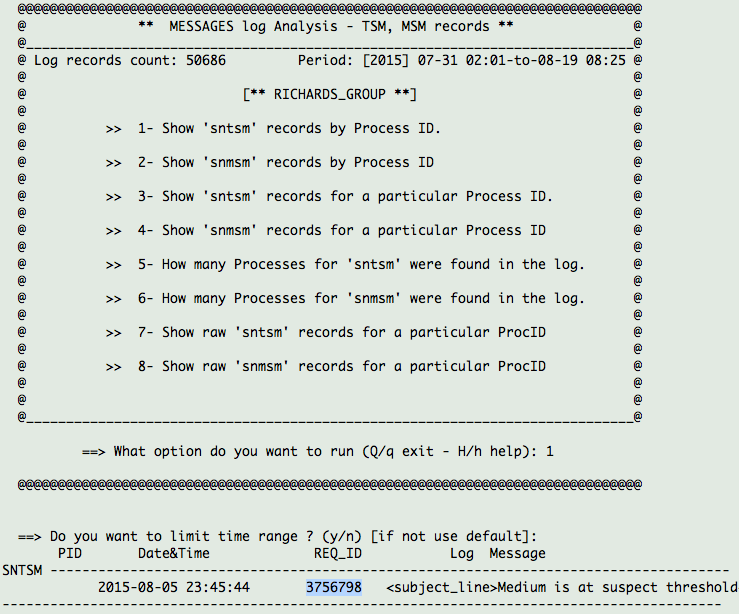 @@@@@@@@@@@@@@@@@@@@@@@@@@@@@@@@@@@@@@@@@@@@@@@@@@@@@@@@@@@@@@@@@@@@@@@@@@@@@@
@ ** MESSAGES log Analysis - TSM, MSM records ** @
@____________________________________________________________________________@
@ Log records count: 50686 Period: [2015] 07-31 02:01-to-08-19 08:25 @
@ @
@ [** RICHARDS_GROUP **] @
@ @
@ >> 1- Show 'sntsm' records by Process ID. @
@ @
@ >> 2- Show 'snmsm' records by Process ID @
@ @
@ >> 3- Show 'sntsm' records for a particular Process ID. @
@ @
@ >> 4- Show 'snmsm' records for a particular Process ID @
@ @
@ >> 5- How many Processes for 'sntsm' were found in the log. @
@ @
@ >> 6- How many Processes for 'snmsm' were found in the log. @
@ @
@ >> 7- Show raw 'sntsm' records for a particular ProcID @
@ @
@ >> 8- Show raw 'snmsm' records for a particular ProcID @
@ @
@ @
@____________________________________________________________________________@
==> What option do you want to run (Q/q exit - H/h help): 1
@@@@@@@@@@@@@@@@@@@@@@@@@@@@@@@@@@@@@@@@@@@@@@@@@@@@@@@@@@@@@@@@@@@@@@@@@@@@@@
==> Do you want to limit time range ? (y/n) [if not use default]:
PID Date&Time REQ_ID Log Message
SNTSM -------------------------------------------------------------------------------------
2015-08-05 23:45:44 3756798 <subject_line>Medium is at suspect threshold
------------------------------------------------------------------------------------------